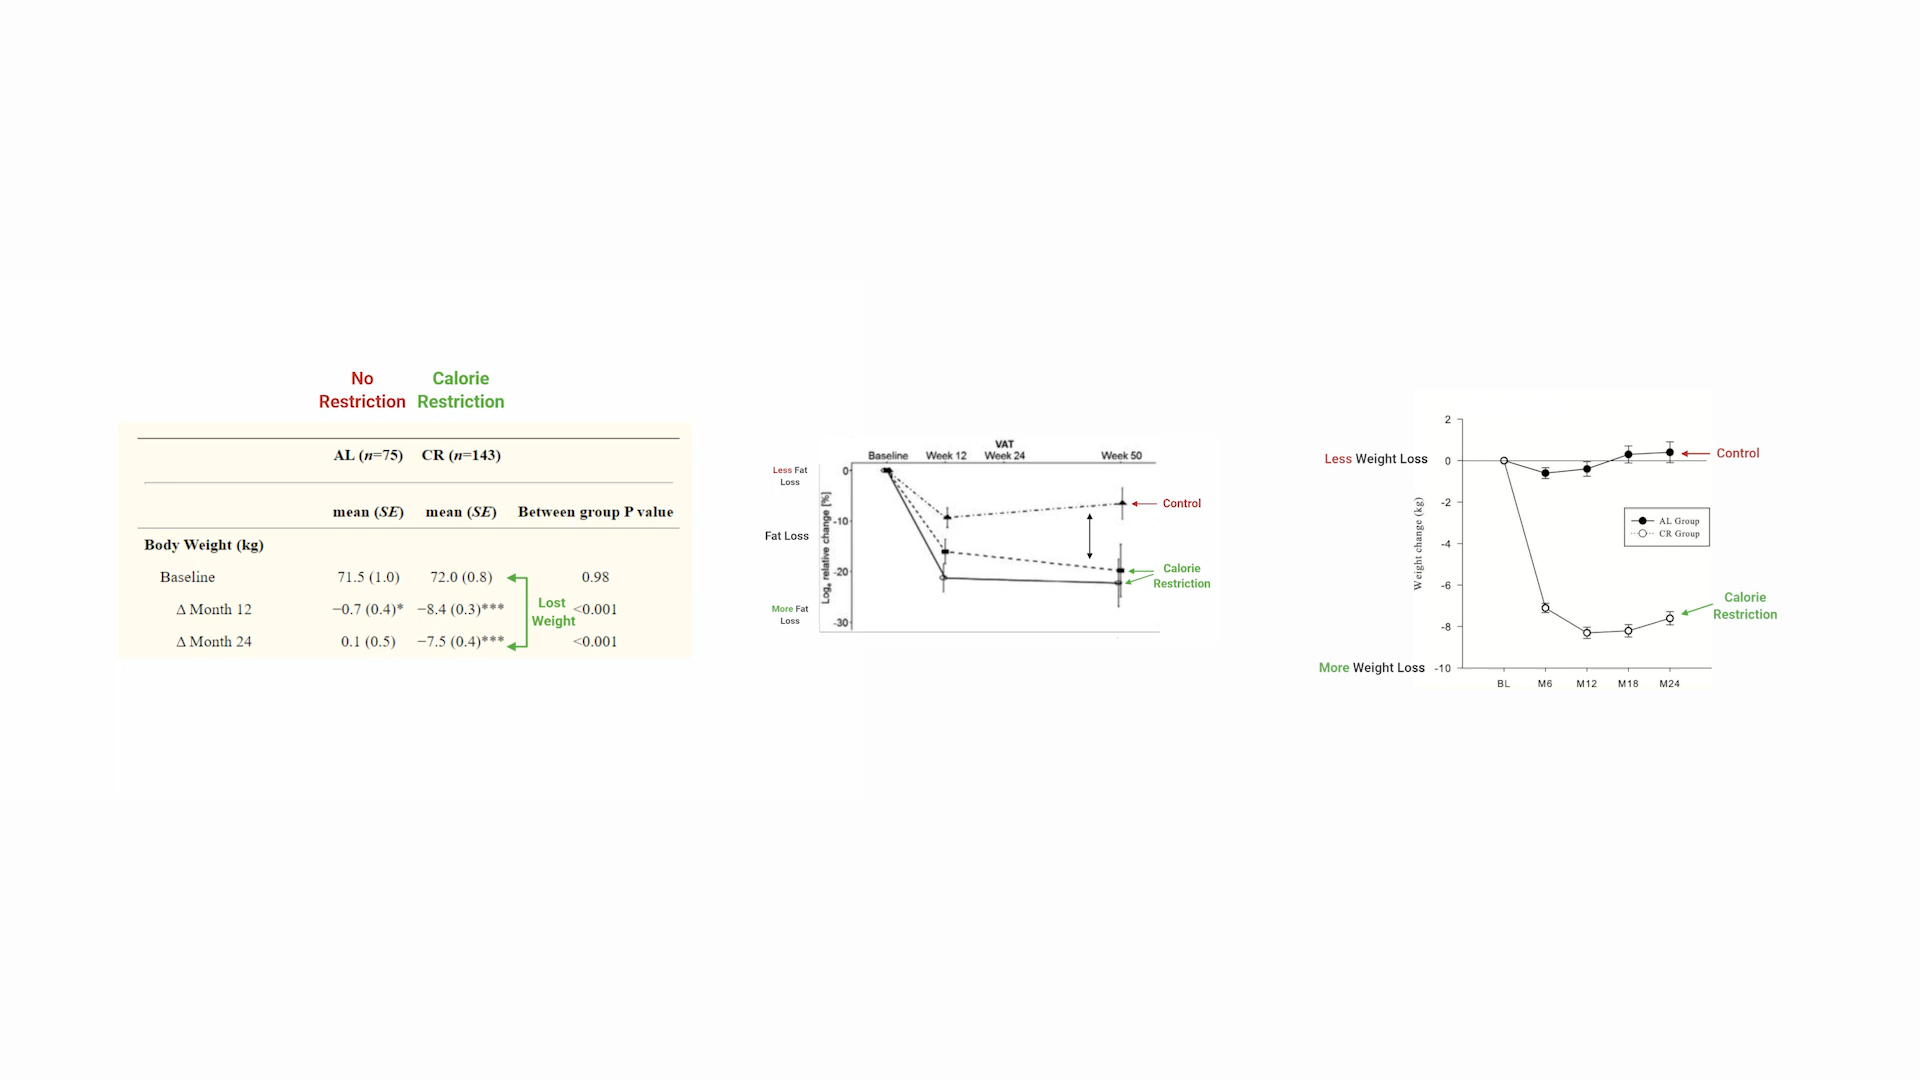 No Calorie
Restriction Restriction
AL (n=75) CR (n=143)
mean (SE) mean (SE) Between group P value
Body Weight (kg)
Baseline 71.5 (1.0) 72.0 (0.8) 0.98
Δ Month 12 −0.7 (0.4)* −8.4 (0.3)*** <0.001
Δ Month 24 0.1 (0.5) −7.5 (0.4)*** <0.001
Lost
Weight
VAT
Baseline Week 12 Week 24 Week 50
Less Fat
Loss
Fat Loss
More Fat
Loss
Logₑ relative change [%]
0
-10
-20
-30
Control
Calorie
Restriction
Less Weight Loss
More Weight Loss
Weight change (kg)
2
0
-2
-4
-6
-8
-10
BL M6 M12 M18 M24
AL Group
CR Group
Control
Calorie
Restriction